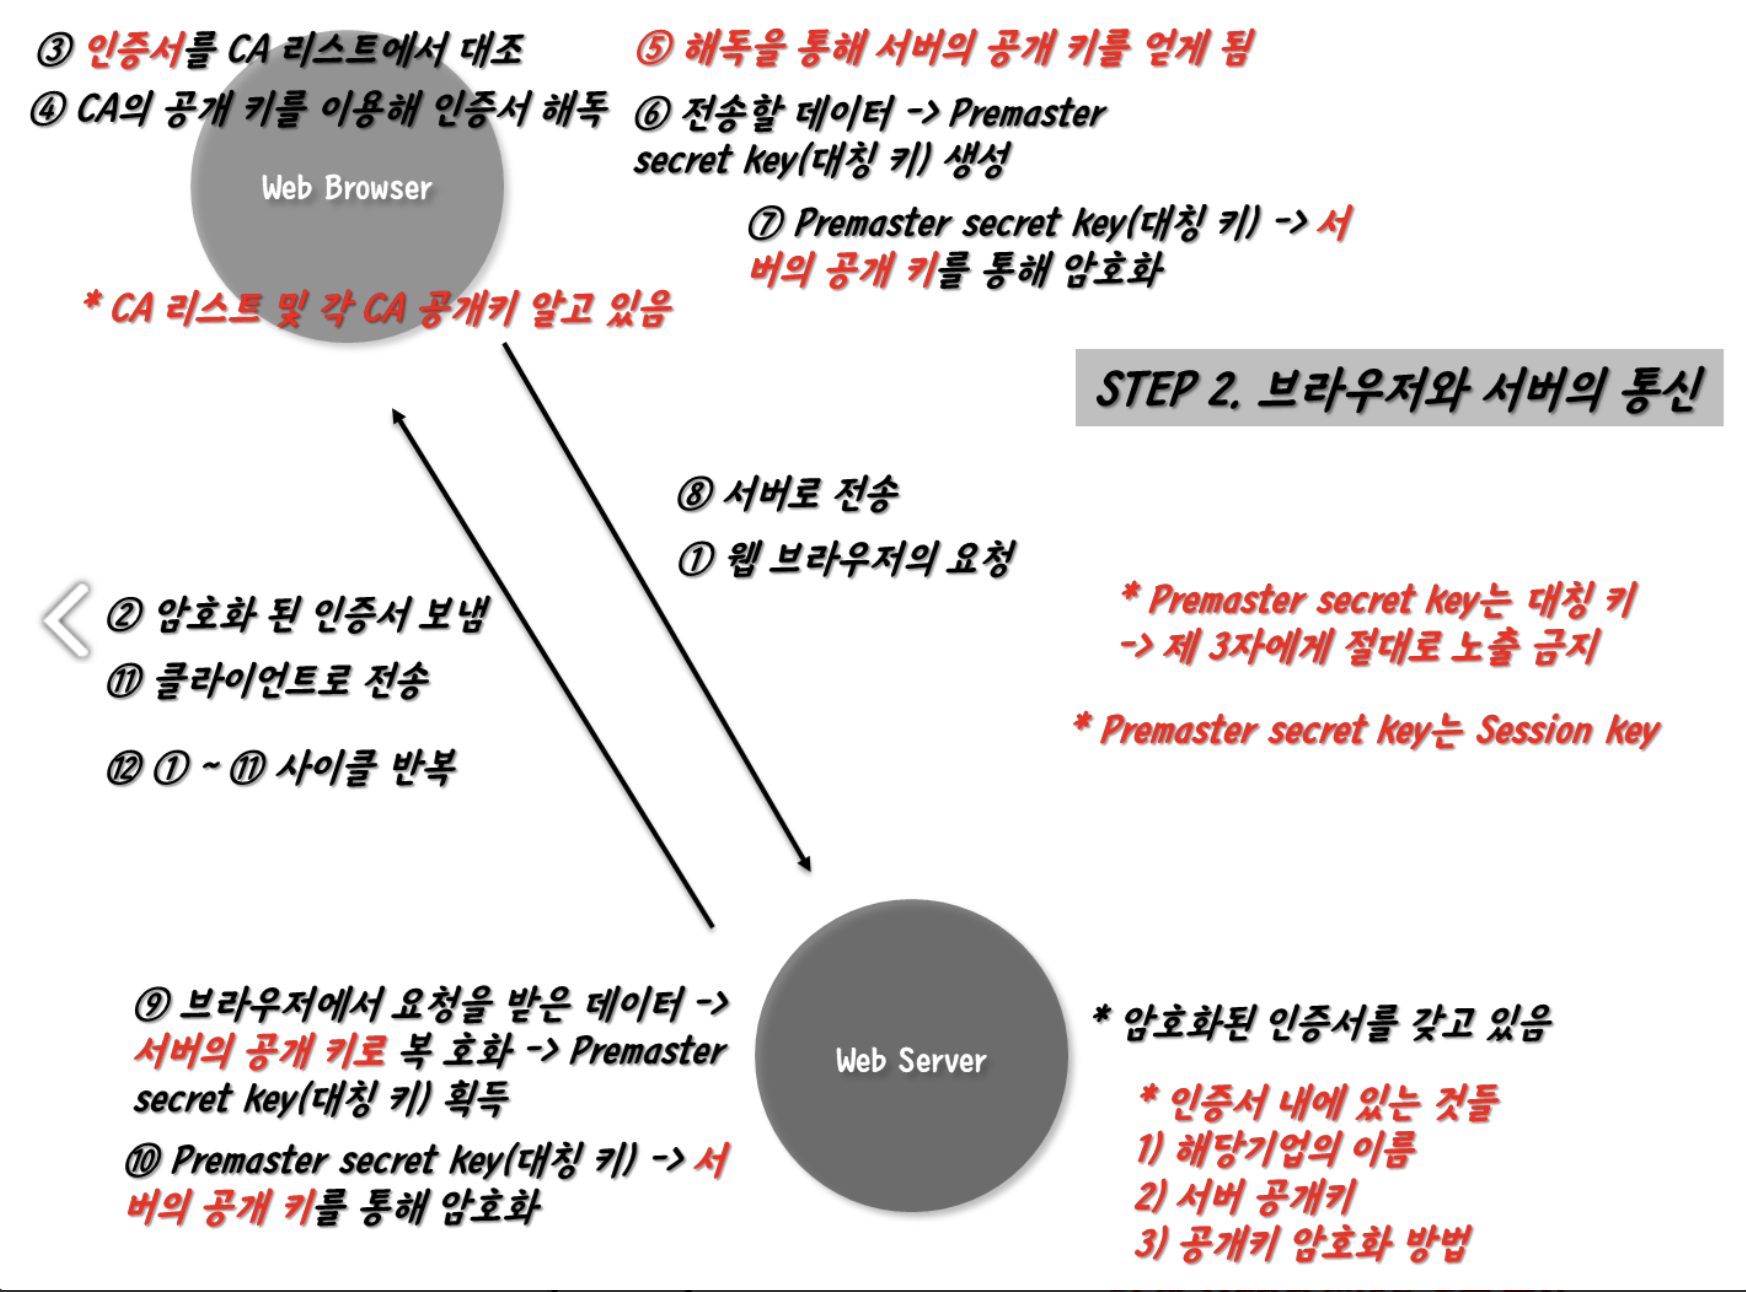 ③ 인증서를 CA 리스트에서 대조
④ CA의 공개 키를 이용해 인증서 해독
Web Browser
* CA 리스트 및 각 CA 공개키 알고 있음
⑤ 해독을 통해 서버의 공개 키를 얻게 됨
⑥ 전송할 데이터 -> Premaster
secret key(대칭 키) 생성
⑦ Premaster secret key(대칭 키) -> 서
버의 공개 키를 통해 암호화
STEP 2. 브라우저와 서버의 통신
⑧ 서버로 전송
① 웹 브라우저의 요청
② 암호화 된 인증서 보냄
⑪ 클라이언트로 전송
⑫ ① ~ ⑪ 사이클 반복
* Premaster secret key는 대칭 키
-> 제 3자에게 절대로 노출 금지
* Premaster secret key는 Session key
⑨ 브라우저에서 요청을 받은 데이터 ->
서버의 공개 키로 복 호화 -> Premaster
secret key(대칭 키) 획득
⑩ Premaster secret key(대칭 키) -> 서
버의 공개 키를 통해 암호화
Web Server
* 암호화된 인증서를 갖고 있음
* 인증서 내에 있는 것들
1) 해당기업의 이름
2) 서버 공개키
3) 공개키 암호화 방법